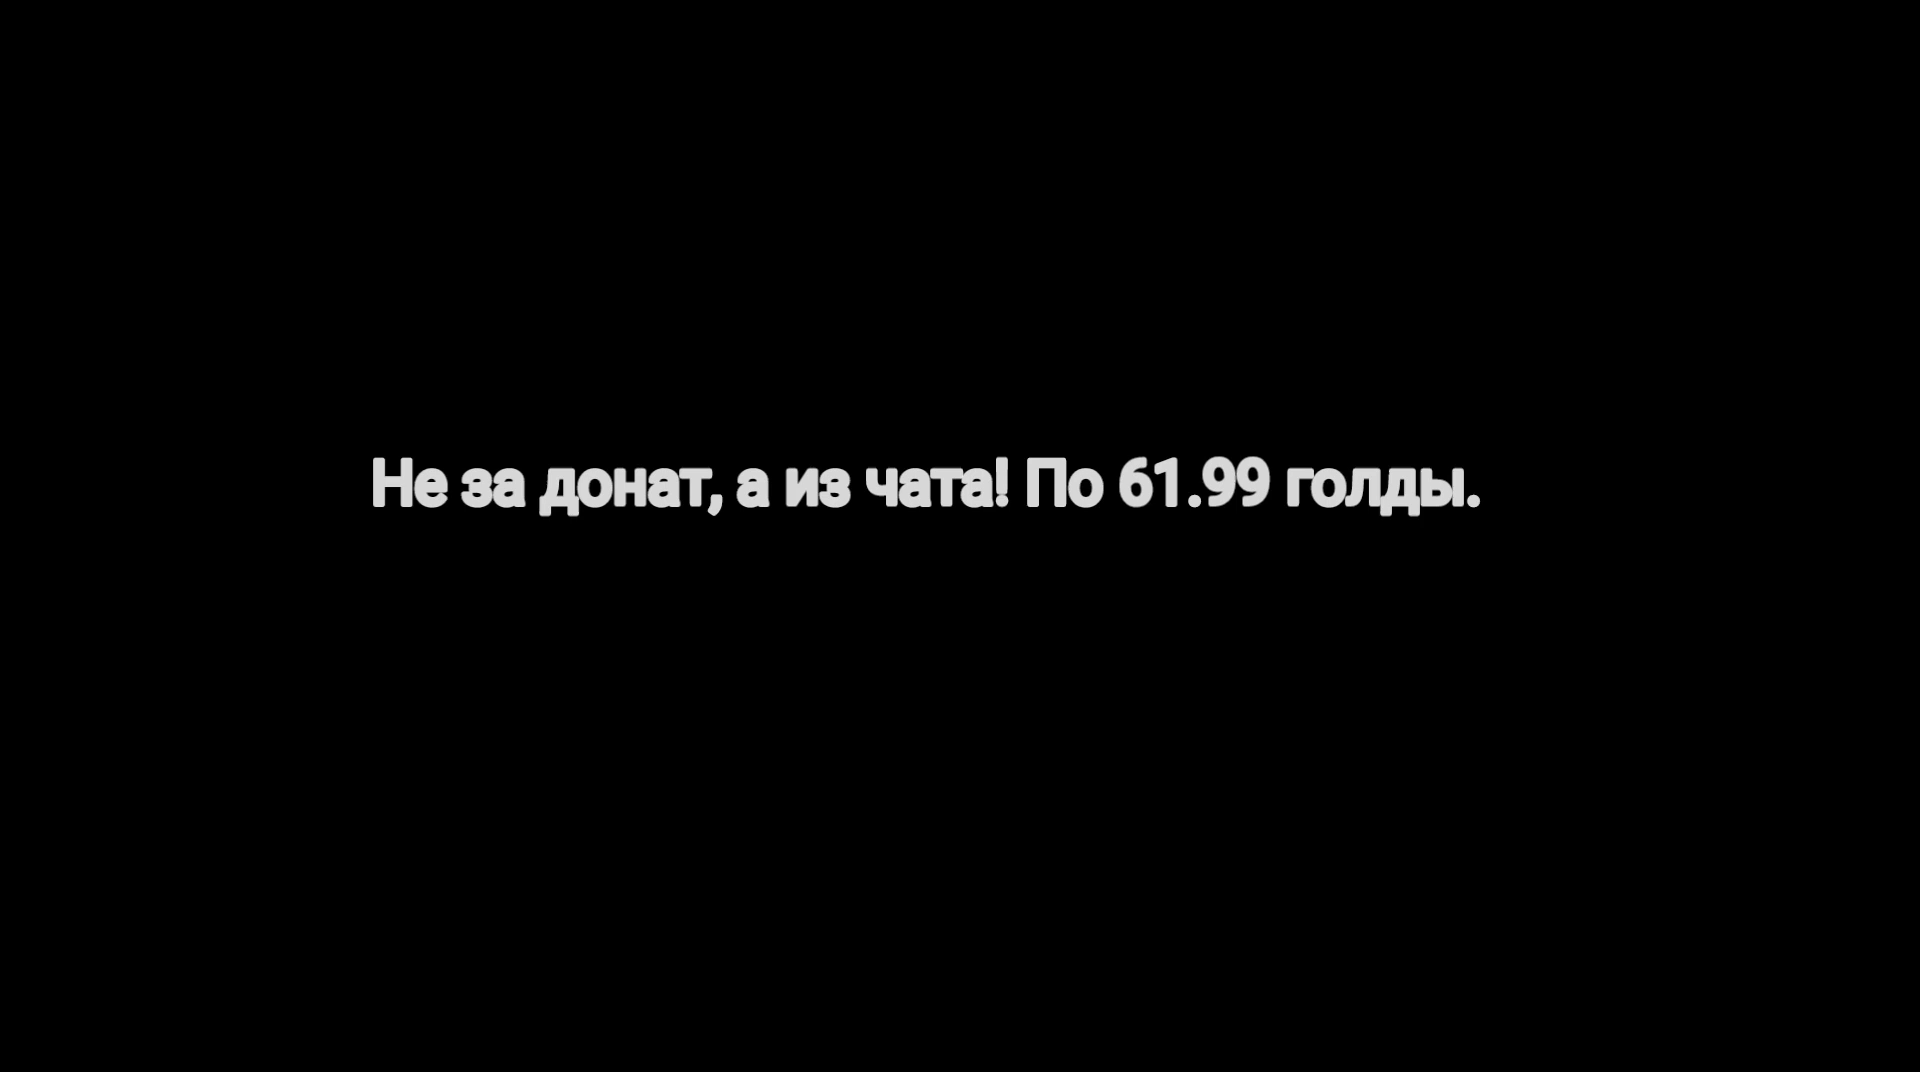 Не за донат, а из чата! По 61.99 голды.